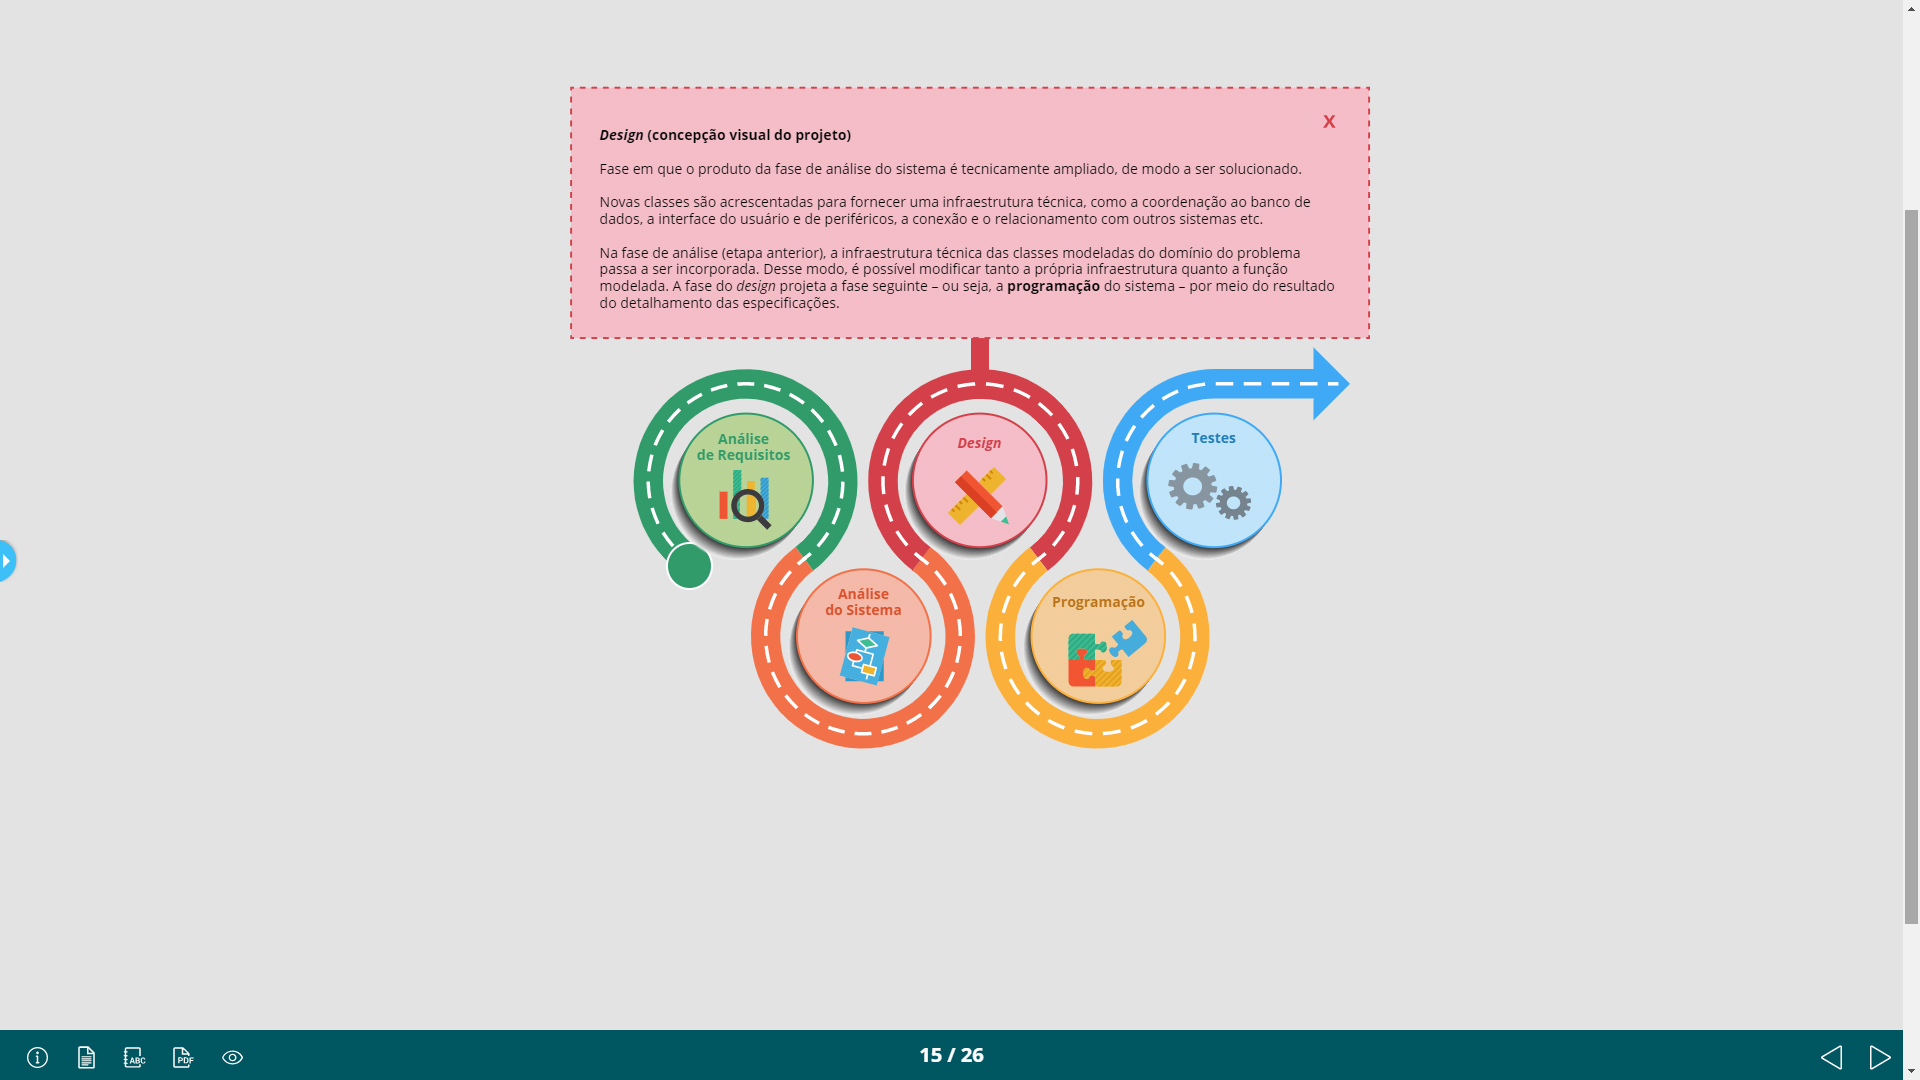 X
Design (concepção visual do projeto)
Fase em que o produto da fase de análise do sistema é tecnicamente ampliado, de modo a ser solucionado.
Novas classes são acrescentadas para fornecer uma infraestrutura técnica, como a coordenação ao banco de
dados, a interface do usuário e de periféricos, a conexão e o relacionamento com outros sistemas etc.
Na fase de análise (etapa anterior), a infraestrutura técnica das classes modeladas do domínio do problema
passa a ser incorporada. Desse modo, é possível modificar tanto a própria infraestrutura quanto a função
modelada. A fase do design projeta a fase seguinte – ou seja, a programação do sistema – por meio do resultado
do detalhamento das especificações.
Análise
de Requisitos
Design
Testes
Análise
do Sistema
Programação
ABC
PDF
15 / 26